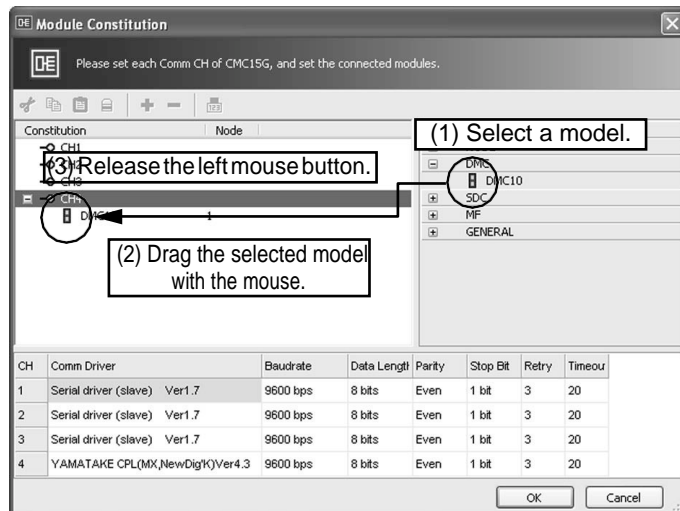 Module Constitution
Please set each Comm CH of CMC15G, and set the connected modules.
Constitution Node
(1) Select a model.
CH1
(3) Release the left mouse button.
DMC
DMC10
SDC
CH4
MF
1
GENERAL
(2) Drag the selected model
with the mouse.
CH Comm Driver Baudrate Data Lengtl Parity Stop Bit Retry Timeou
1 Serial driver (slave) Ver1.7 9600 bps 8 bits Even 1 bit 3 20
2 Serial driver (slave) Ver1.7 9600 bps 8 bits Even 1 bit 3 20
3 Serial driver (slave) Ver1.7 9600 bps 8 bits Even 1 bit 3 20
4 YAMATAKE CPL(MX,NewDig'K)Ver4.3 9600 bps 8 bits Even 1 bit 3 20
OK Cancel